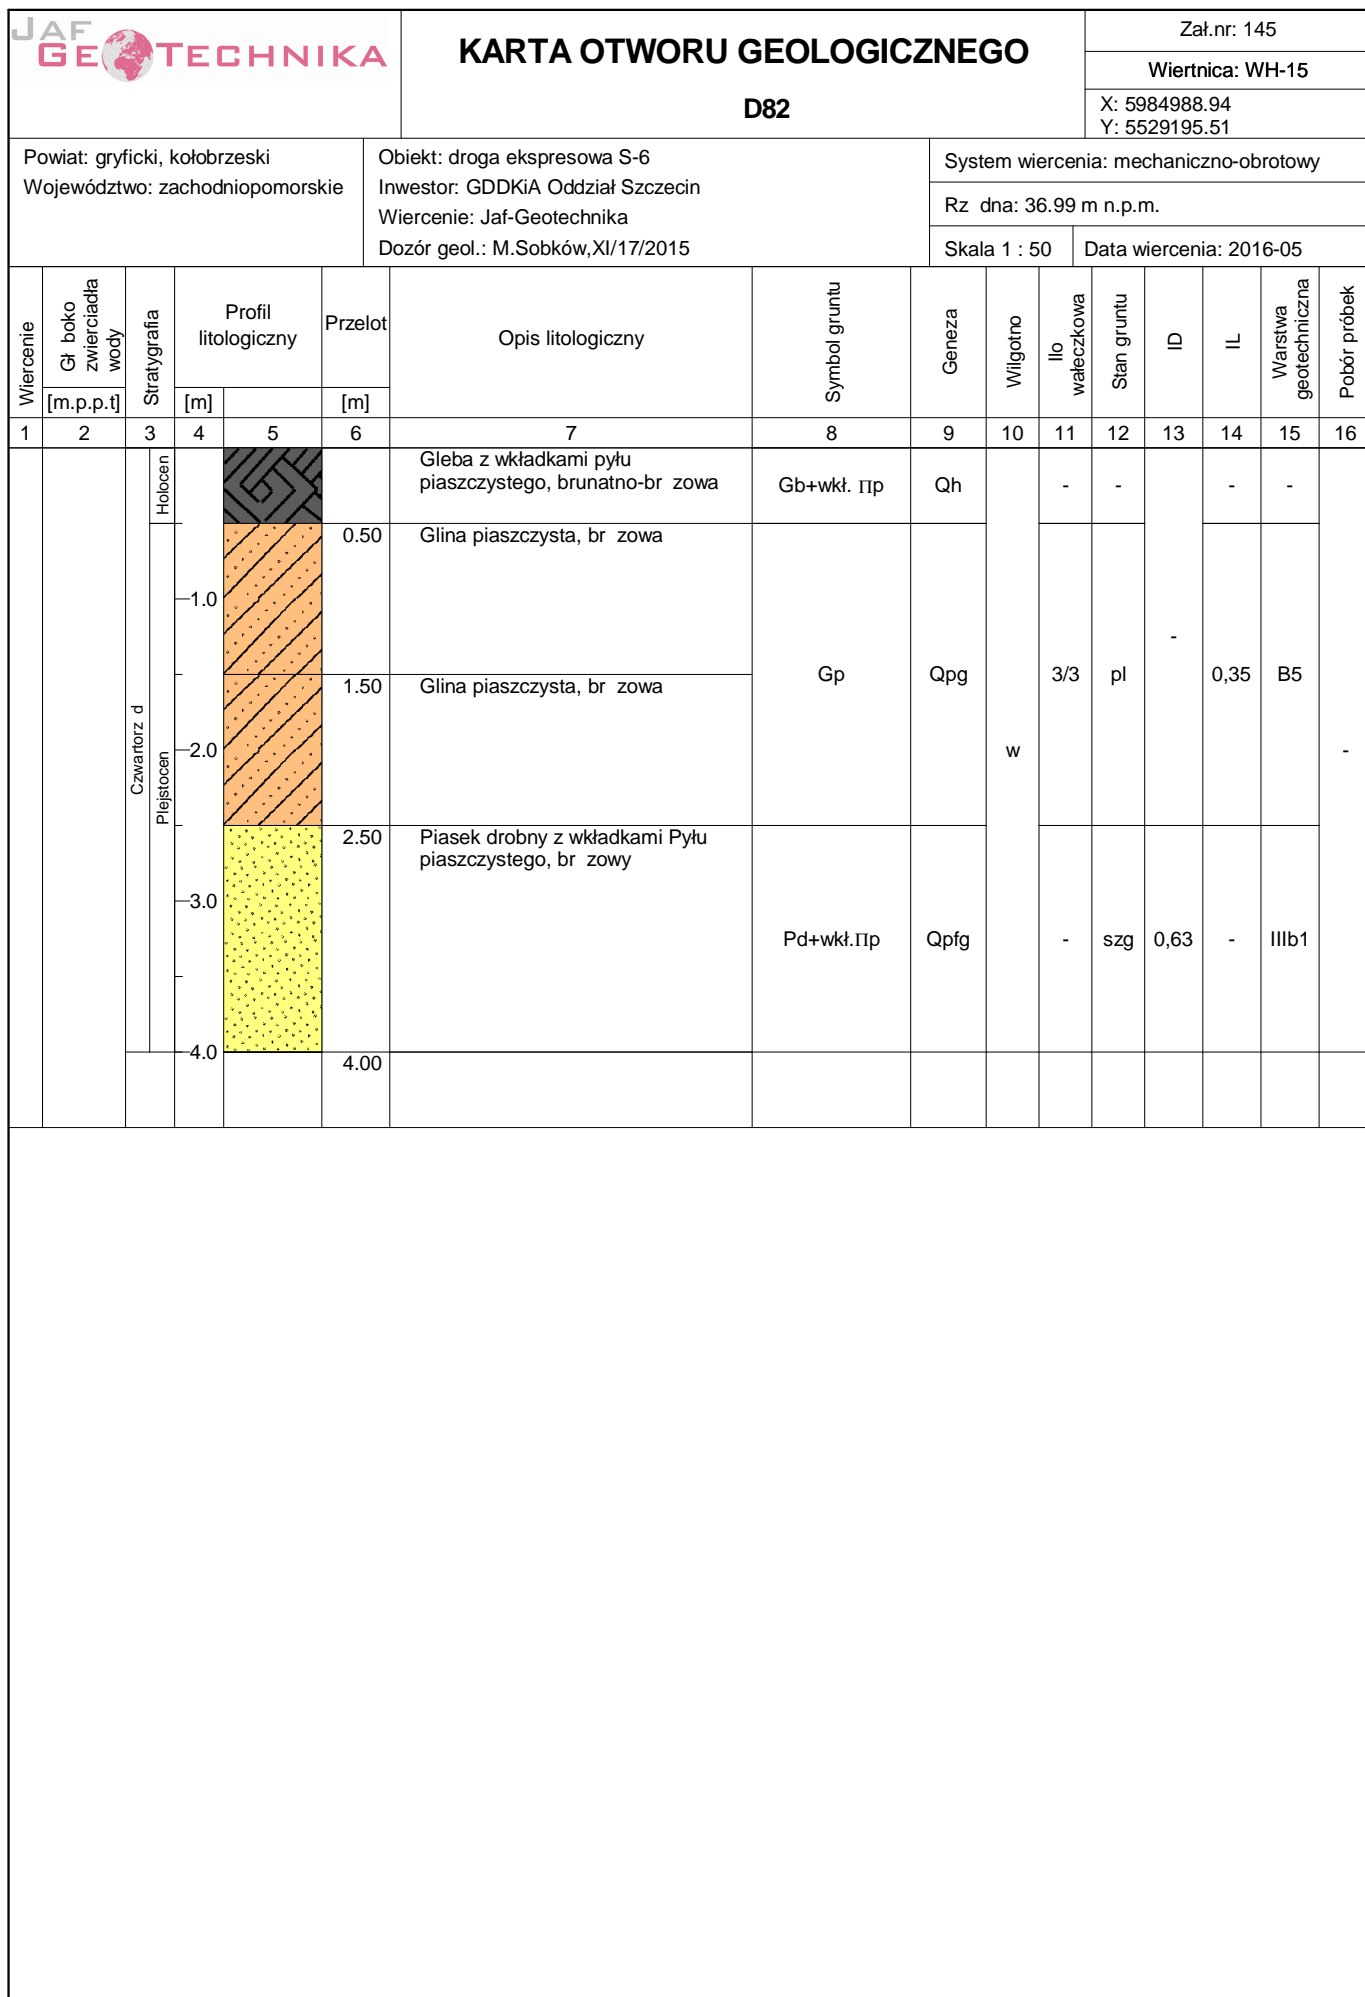 JAF
GEOTECHNIKA
KARTA OTWORU GEOLOGICZNEGO
D82
Zał.nr: 145
Wiertnica: WH-15
X: 5984988.94
Y: 5529195.51
Powiat: gryficki, kołobrzeski
Województwo: zachodniopomorskie
Obiekt: droga ekspresowa S-6
Inwestor: GDDKiA Oddział Szczecin
Wiercenie: Jaf-Geotechnika
Dozór geol.: M.Sobków,XI/17/2015
System wiercenia: mechaniczno-obrotowy
Rz dna: 36.99 m n.p.m.
Skala 1 : 50
Data wiercenia: 2016-05
Wiercenie
Gł boko
zwierciadła
wody
[m.p.p.t]
Stratygrafia
Profil
litologiczny
[m]
Przelot
[m]
Opis litologiczny
Symbol gruntu
Geneza
Wilgotno
Ilo
wałeczkowa
Stan gruntu
ID
IL
Warstwa
geotechniczna
Pobór próbek
1 2 3 4 5 6 7 8 9 10 11 12 13 14 15 16
Czwartorz d
Holocen
Gleba z wkładkami pyłu
piaszczystego, brunatno-br zowa
Gb+wkł. Πp Qh - - - -
Plejstocen
0.50 Glina piaszczysta, br zowa
1.0
-
1.50 Glina piaszczysta, br zowa
Gp Qpg 3/3 pl 0,35 B5
2.0
w
-
2.50 Piasek drobny z wkładkami Pyłu
piaszczystego, br zowy
3.0
Pd+wkł.Πp Qpfg - szg 0,63 - IIIb1
4.0
4.00